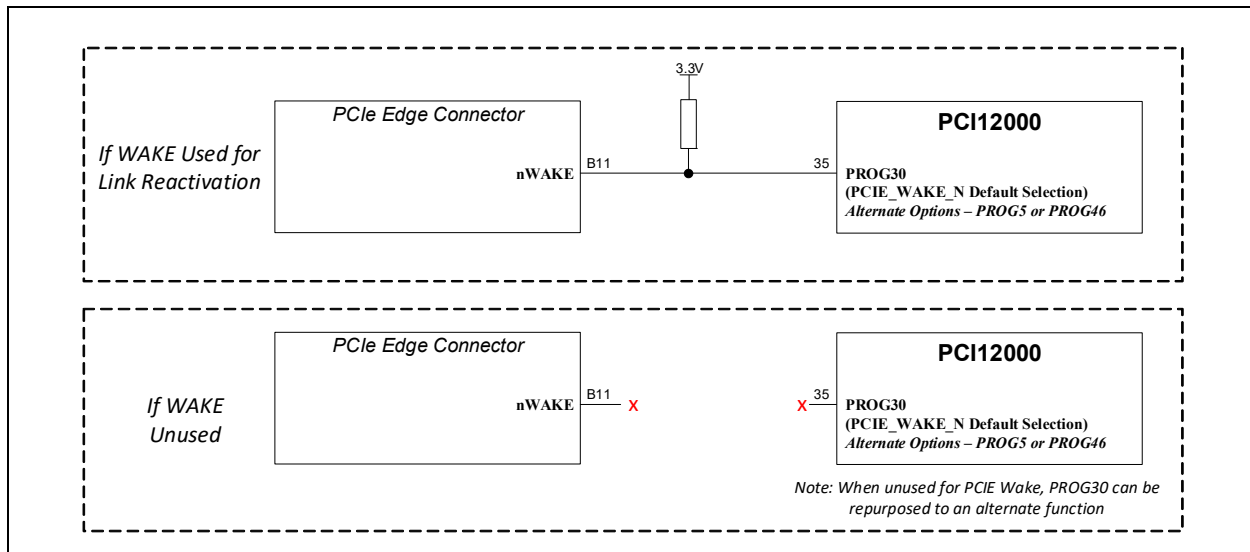 3.3V
PCIe Edge Connector
PCI12000
If WAKE Used for
Link Reactivation
B11
35
nWAKE
PROG30
(PCIE_WAKE_N Default Selection)
Alternate Options – PROG5 or PROG46
PCIe Edge Connector
PCI12000
If WAKE
Unused
B11
X
X
35
nWAKE
PROG30
(PCIE_WAKE_N Default Selection)
Alternate Options – PROG5 or PROG46
Note: When unused for PCIE Wake, PROG30 can be
repurposed to an alternate function